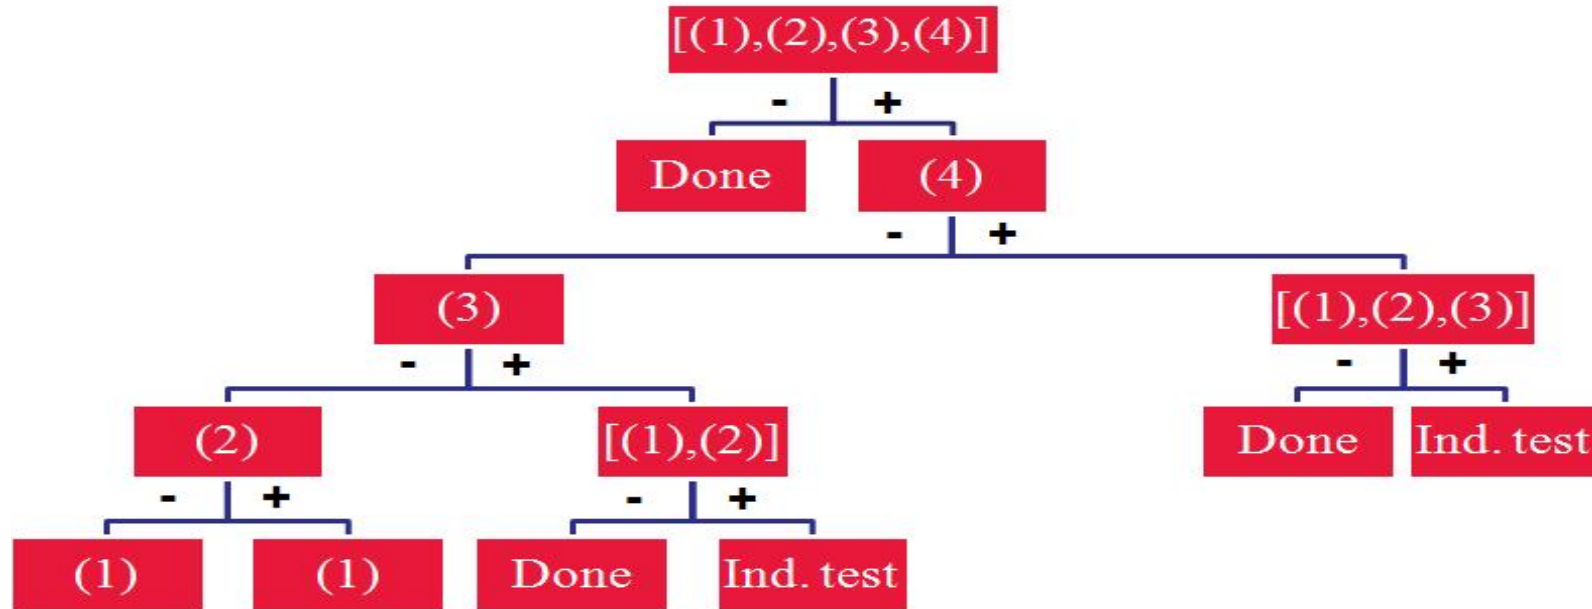 [(1),(2),(3),(4)]
- +
Done (4)
- +
(3) [(1),(2),(3)]
- + - +
(2) [(1),(2)] Done Ind. test
- + - +
(1) (1) Done Ind. test